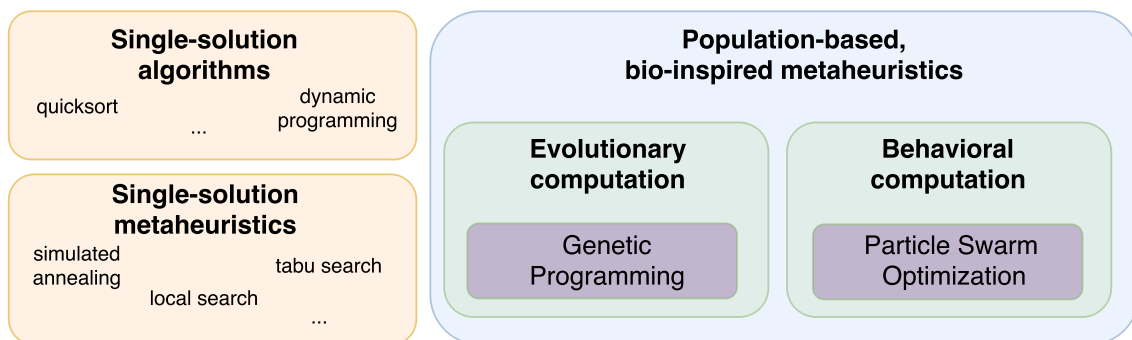 Single-solution
algorithms
quicksort
dynamic
programming
...
Single-solution
metaheuristics
simulated
annealing
tabu search
local search
...
Population-based,
bio-inspired metaheuristics
Evolutionary
computation
Genetic
Programming
Behavioral
computation
Particle Swarm
Optimization